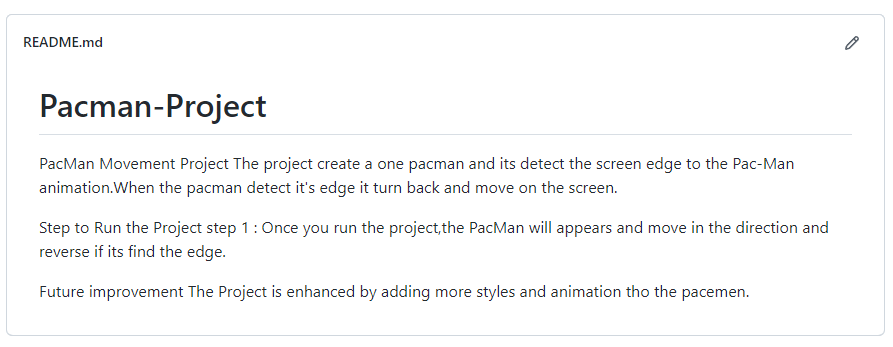 README.md
Pacman-Project
PacMan Movement Project The project create a one pacman and its detect the screen edge to the Pac-Man
animation.When the pacman detect it's edge it turn back and move on the screen.
Step to Run the Project step 1 : Once you run the project,the PacMan will appears and move in the direction and
reverse if its find the edge.
Future improvement The Project is enhanced by adding more styles and animation tho the pacemen.